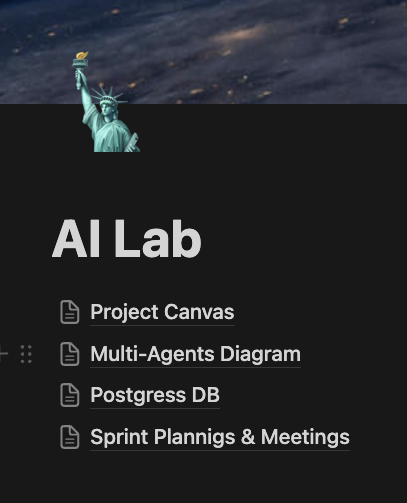 AI Lab
Project Canvas
Multi-Agents Diagram
Postgress DB
Sprint Plannigs & Meetings